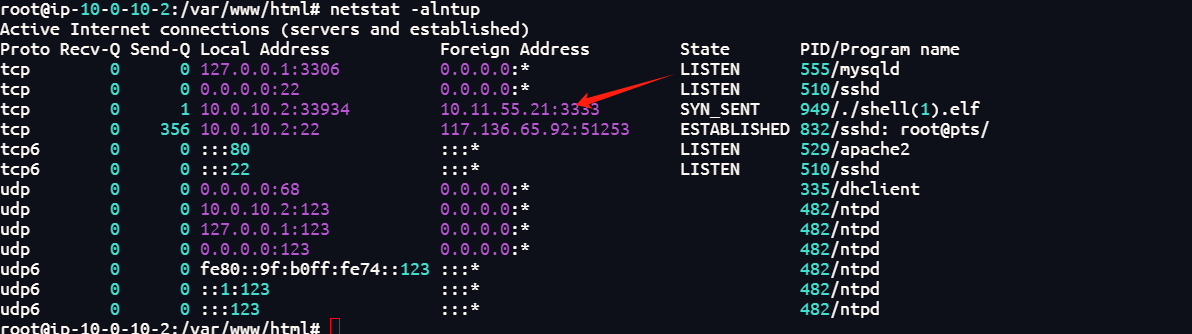 root@ip-10-0-10-2:/var/www/html# netstat -alntup
Active Internet connections (servers and established)
Proto Recv-Q Send-Q Local Address           Foreign Address         State       PID/Program name
tcp        0      0 127.0.0.1:3306          0.0.0.0:*               LISTEN      555/mysqld
tcp        0      0 0.0.0.0:22              0.0.0.0:*               LISTEN      510/sshd
tcp        0      1 10.0.10.2:33934         10.11.55.21:3333        SYN_SENT    949/./shell(1).elf
tcp        0    356 10.0.10.2:22            117.136.65.92:51253     ESTABLISHED 832/sshd: root@pts/
tcp6       0      0 :::80                   :::*                    LISTEN      529/apache2
tcp6       0      0 :::22                   :::*                    LISTEN      510/sshd
udp        0      0 0.0.0.0:68              0.0.0.0:*                           335/dhclient
udp        0      0 10.0.10.2:123           0.0.0.0:*                           482/ntpd
udp        0      0 127.0.0.1:123           0.0.0.0:*                           482/ntpd
udp        0      0 0.0.0.0:123             0.0.0.0:*                           482/ntpd
udp6       0      0 fe80::9f:b0ff:fe74::123 :::*                                482/ntpd
udp6       0      0 ::1:123                 :::*                                482/ntpd
udp6       0      0 :::123                  :::*                                482/ntpd
root@ip-10-0-10-2:/var/www/html#